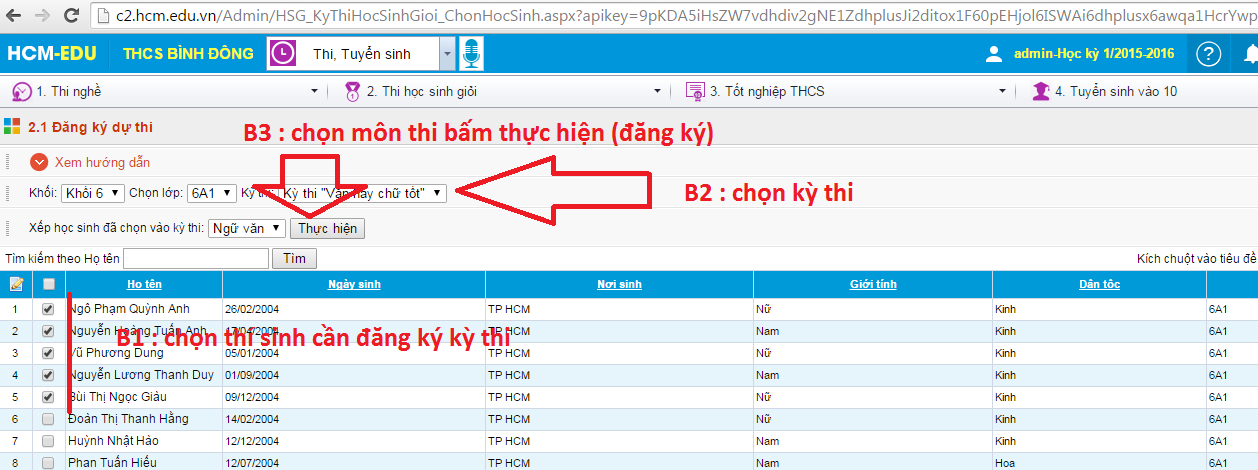 c2.hcm.edu.vn/Admin/HSG_KyThiHocSinhGioi_ChonHocSinh.aspx?apikey=9pKDA5iHsZW7vdhdiv2gNE1ZdhplusJi2ditox1F60pEHjol6ISWAi6dhplusx6awqa1HcrYwp
HCM-EDU THCS BÌNH ĐÔNG Thi, Tuyển sinh admin-Học kỳ 1/2015-2016 ?
1. Thi nghề 2. Thi học sinh giỏi 3. Tốt nghiệp THCS 4. Tuyển sinh vào 10
2.1 Đăng ký dự thi
B3 : chọn môn thi bấm thực hiện (đăng ký)
Xem hướng dẫn
Khối: Khối 6 Chọn lớp: 6A1 Kỳ thi: Kỳ thi "Văn hay chữ tốt"
B2 : chọn kỳ thi
Xếp học sinh đã chọn vào kỳ thi: Ngữ văn Thực hiện
Tìm kiếm theo Họ tên Tìm Kích chuột vào tiêu đề
Họ tên Ngày sinh Nơi sinh Giới tính Dân tộc
1 Ngô Phạm Quỳnh Anh 26/02/2004 TP HCM Nữ Kinh 6A1
2 Nguyễn Hoàng Tuấn Anh 17/04/2004 TP HCM Nam Kinh 6A1
B1 : chọn thí sinh cần đăng ký kỳ thi
3 Vũ Phương Dung 05/01/2004 TP HCM Nữ Kinh 6A1
4 Nguyễn Lương Thanh Duy 01/09/2004 TP HCM Nam Kinh 6A1
5 Bùi Thị Ngọc Giàu 09/12/2004 TP HCM Nữ Kinh 6A1
6 Đoàn Thị Thanh Hằng 14/02/2004 TP HCM Nữ Kinh 6A1
7 Huỳnh Nhật Hào 12/12/2004 TP HCM Nam Kinh 6A1
8 Phan Tuấn Hiếu 12/07/2004 TP HCM Nam Hoa 6A1